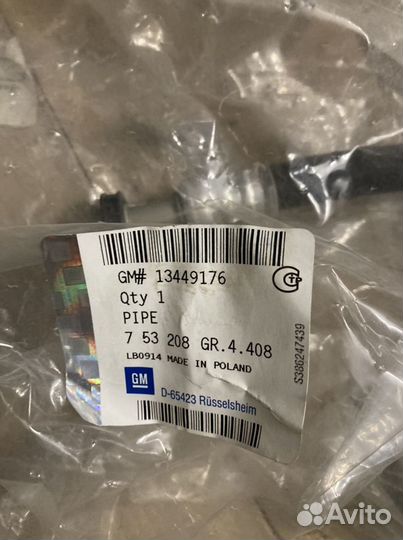 GM# 13449176
Qty 1
PIPE
7 53 208 GR.4.408
LB0914 MADE IN POLAND
GM
D-65423 Rüsselsheim
S386247439
Avito